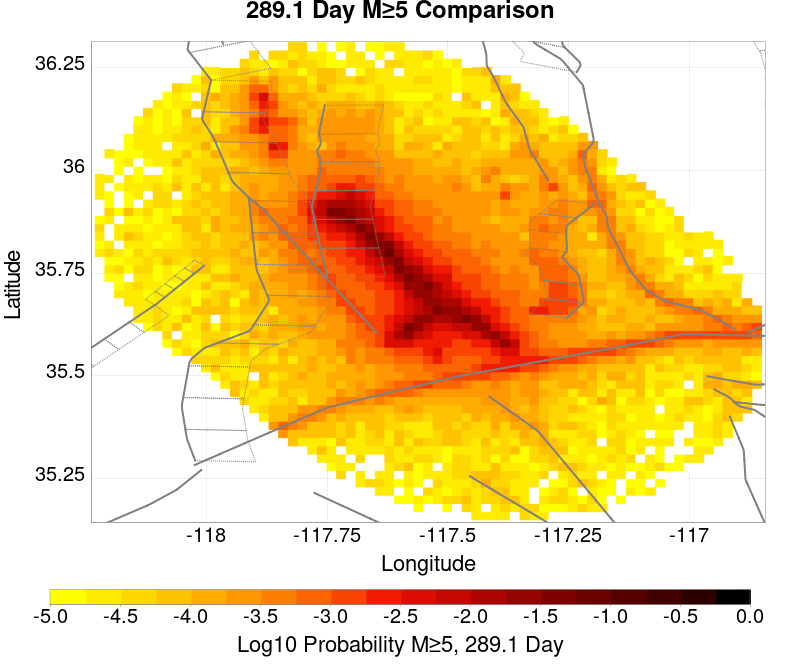 289.1 Day M≥5 Comparison
36.25
36
35.75
35.5
35.25
Latitude
-118 -117.75 -117.5 -117.25 -117
Longitude
-5.0 -4.5 -4.0 -3.5 -3.0 -2.5 -2.0 -1.5 -1.0 -0.5 0.0
Log10 Probability M≥5, 289.1 Day